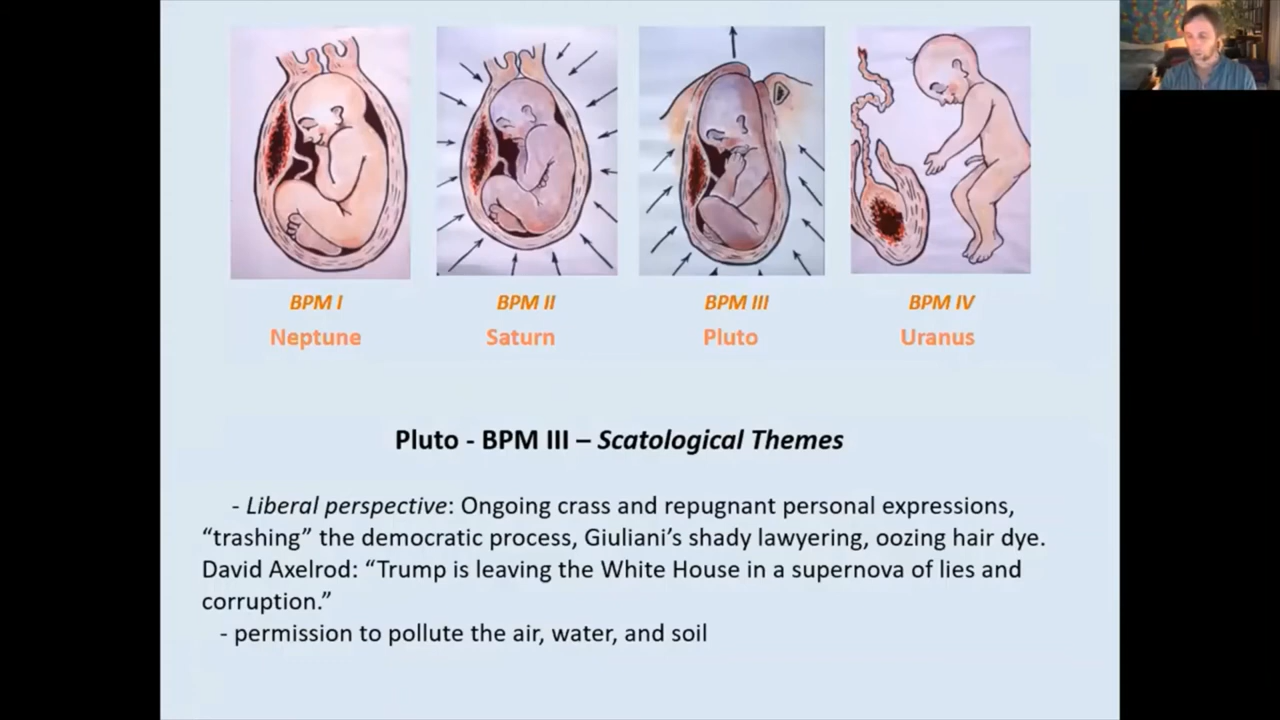 BPM I
BPM II
BPM III
BPM IV
Neptune
Saturn
Pluto
Uranus
Pluto - BPM III – Scatological Themes
- Liberal perspective: Ongoing crass and repugnant personal expressions,
“trashing” the democratic process, Giuliani’s shady lawyering, oozing hair dye.
David Axelrod: “Trump is leaving the White House in a supernova of lies and
corruption.”
- permission to pollute the air, water, and soil